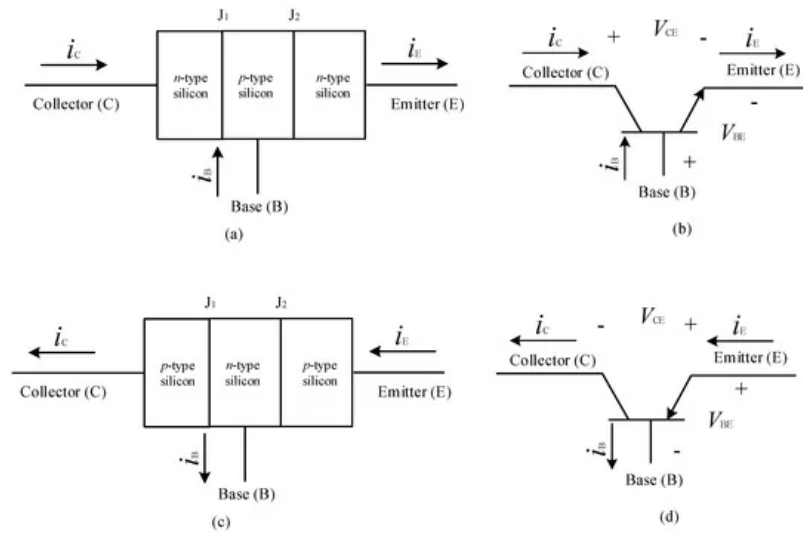 J1 J2
iC
n-type silicon
p-type silicon
n-type silicon
iE
Collector (C)
Emitter (E)
iB
Base (B)
(a)
iC
+ VCE -
iE
Collector (C)
Emitter (E)
-
VBE
iB
+
Base (B)
(b)
J1 J2
iC
p-type silicon
n-type silicon
p-type silicon
iE
Collector (C)
Emitter (E)
iB
Base (B)
(c)
iC
- VCE +
iE
Collector (C)
Emitter (E)
+
VBE
iB
-
Base (B)
(d)